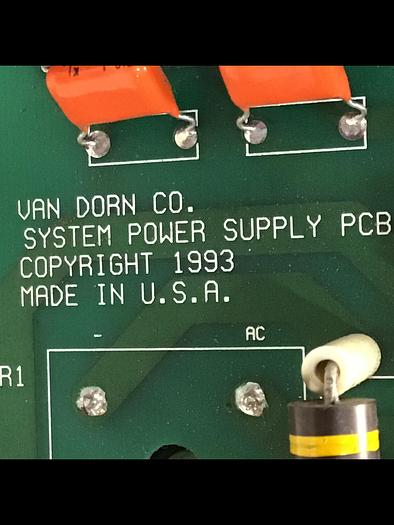 VAN DORN CO.
SYSTEM POWER SUPPLY PCB
COPYRIGHT 1993
MADE IN U.S.A.
- AC
R1